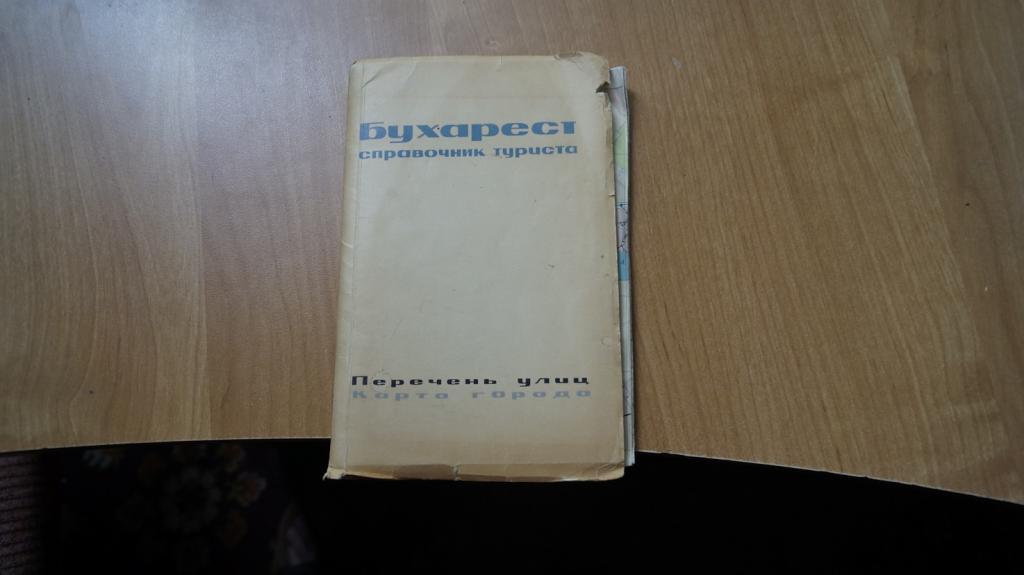 Бухарест
справочник туриста
Перечень улиц
Карта города